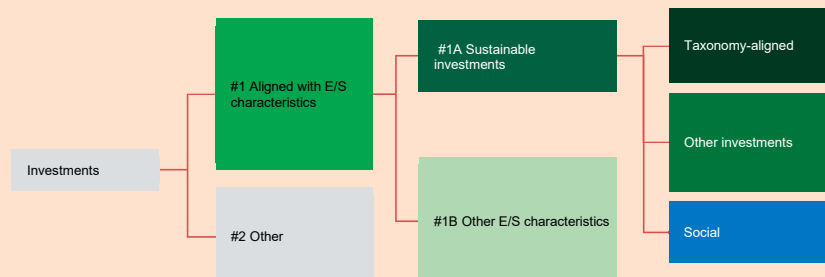 Investments
#1 Aligned with E/S
characteristics
#2 Other
#1A Sustainable
investments
#1B Other E/S characteristics
Taxonomy-aligned
Other investments
Social